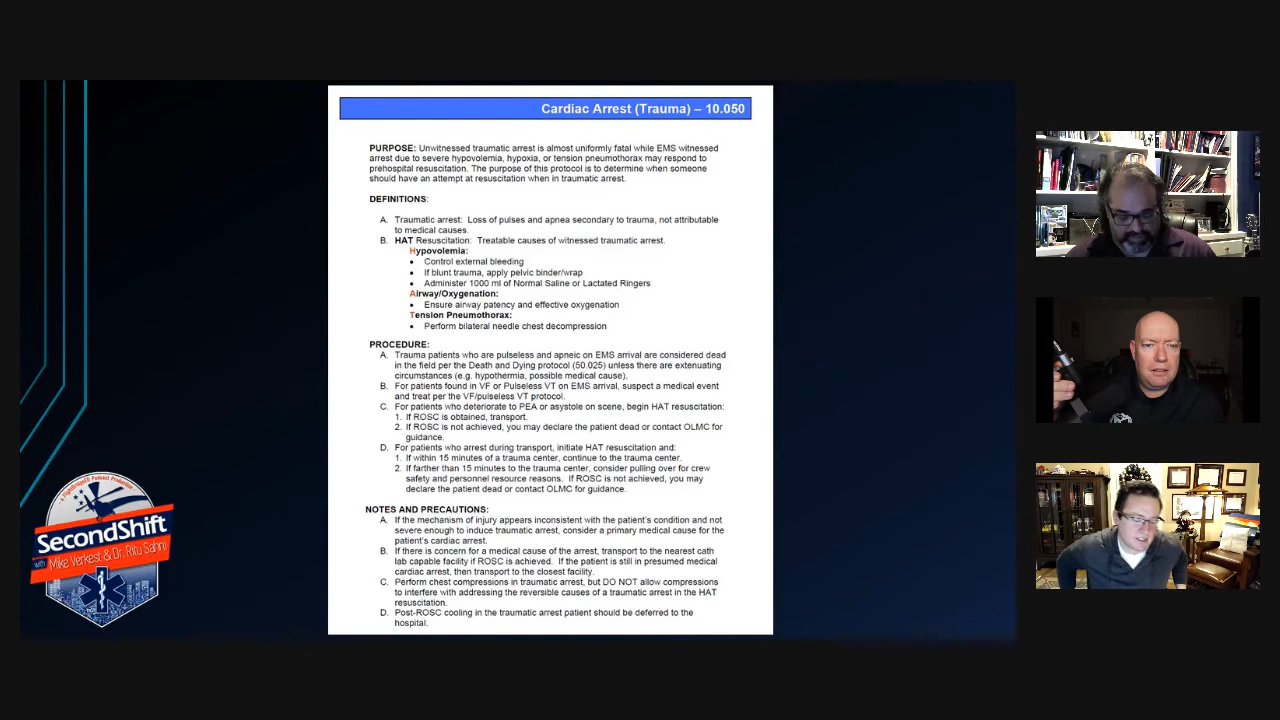 Cardiac Arrest (Trauma) – 10.050
PURPOSE: Unwitnessed traumatic arrest is almost uniformly fatal while EMS witnessed
arrest due to severe hypovolemia, hypoxia, or tension pneumothorax may respond to
prehospital resuscitation. The purpose of this protocol is to determine when someone
should have an attempt at resuscitation when in traumatic arrest.
DEFINITIONS:
A. Traumatic arrest: Loss of pulses and apnea secondary to trauma, not attributable
to medical causes.
B. HAT Resuscitation: Treatable causes of witnessed traumatic arrest.
Hypovolemia:
• Control external bleeding
• If blunt trauma, apply pelvic binder/wrap
• Administer 1000 ml of Normal Saline or Lactated Ringers
Airway/Oxygenation:
• Ensure airway patency and effective oxygenation
Tension Pneumothorax:
• Perform bilateral needle chest decompression
PROCEDURE:
A. Trauma patients who are pulseless and apneic on EMS arrival are considered dead
in the field per the Death and Dying protocol (50.025) unless there are extenuating
circumstances (e.g. hypothermia, possible medical cause).
B. For patients found in VF or Pulseless VT on EMS arrival, suspect a medical event
and treat per the VF/pulseless VT protocol.
C. For patients who deteriorate to PEA or asystole on scene, begin HAT resuscitation:
1. If ROSC is obtained, transport.
2. If ROSC is not achieved, you may declare the patient dead or contact OLMC for
guidance.
D. For patients who arrest during transport, initiate HAT resuscitation and:
1. If within 15 minutes of a trauma center, continue to the trauma center.
2. If farther than 15 minutes to the trauma center, consider pulling over for crew
safety and personnel resource reasons. If ROSC is not achieved, you may
declare the patient dead or contact OLMC for guidance.
NOTES AND PRECAUTIONS:
A. If the mechanism of injury appears inconsistent with the patient's condition and not
severe enough to induce traumatic arrest, consider a primary medical cause for the
patient's cardiac arrest.
B. If there is concern for a medical cause of the arrest, transport to the nearest cath
lab capable facility if ROSC is achieved. If the patient is still in presumed medical
cardiac arrest, then transport to the closest facility.
C. Perform chest compressions in traumatic arrest, but DO NOT allow compressions
to interfere with addressing the reversible causes of a traumatic arrest in the HAT
resuscitation.
D. Post-ROSC cooling in the traumatic arrest patient should be deferred to the
hospital.
SecondShift
with Mike Verkest & Dr. Ritu Sahni